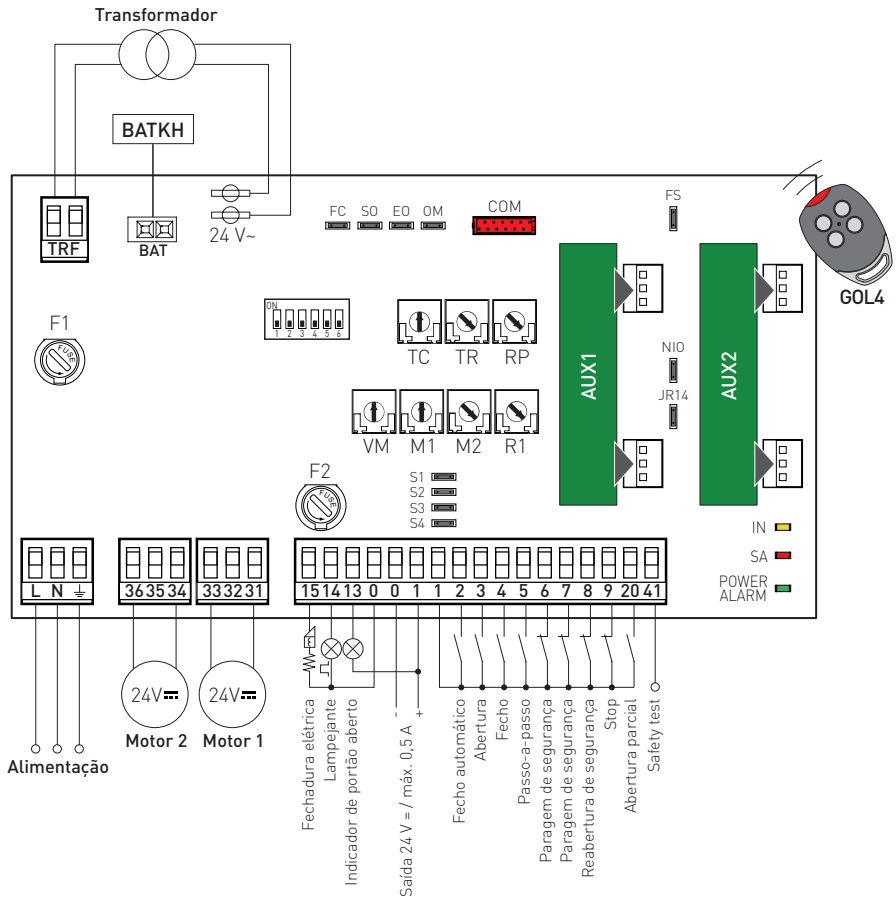 Transformador
BATKH
TRF
BAT
24 V~
FC SO EO OM
COM
FS
GOL4
F1
ON
1 2 3 4 5 6
TC TR RP
AUX1
NIO
JR14
AUX2
VM M1 M2 R1
F2
S1
S2
S3
S4
FUSE
FUSE
IN
SA
POWER
ALARM
L N
36 35 34
33 32 31
15 14 13 0 0 1 1 2 3 4 5 6 7 8 9 20 41
24V
24V
Motor 2
Motor 1
Alimentação
Fechadura elétrica
Lampejante
Indicador de portão aberto
Saída 24 V = / máx. 0,5 A
- +
Fecho automático
Abertura
Fecho
Passo-a-passo
Paragem de segurança
Paragem de segurança
Reabertura de segurança
Stop
Abertura parcial
Safety test